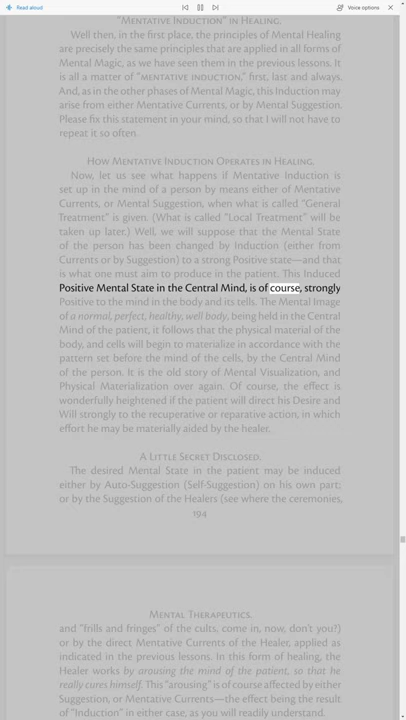 Read aloud
Voice options
"Mentative Induction" in Healing.
Well then, in the first place, the principles of Mental Healing
are precisely the same principles that are applied in all forms of
Mental Magic, as we have seen them in the previous lessons. It
is all a matter of "mentative induction," first, last and always.
And, as in the other phases of Mental Magic, this Induction may
arise from either Mentative Currents, or by Mental Suggestion.
Please fix this statement in your mind, so that I will not have to
repeat it so often.
How Mentative Induction Operates in Healing.
Now, let us see what happens if Mentative Induction is
set up in the mind of a person by means either of Mentative
Currents, or Mental Suggestion, when what is called "General
Treatment" is given. (What is called "Local Treatment" will be
taken up later.) Well, we will suppose that the Mental State
of the person has been changed by Induction (either from
Currents or by Suggestion) to a strong Positive state—and that
is what one must aim to produce in the patient. This Induced
Positive Mental State in the Central Mind, is of course, strongly
Positive to the mind in the body and its tells. The Mental Image
of a normal, perfect, healthy, well body, being held in the Central
Mind of the patient, it follows that the physical material of the
body, and cells will begin to materialize in accordance with the
pattern set before the mind of the cells, by the Central Mind
of the person. It is the old story of Mental Visualization, and
Physical Materialization over again. Of course, the effect is
wonderfully heightened if the patient will direct his Desire and
Will strongly to the recuperative or reparative action, in which
effort he may be materially aided by the healer.
A Little Secret Disclosed.
The desired Mental State in the patient may be induced
either by Auto-Suggestion (Self-Suggestion) on his own part;
or by the Suggestion of the Healers (see where the ceremonies,
194
Mental Therapeutics.
and "frills and fringes" of the cults, come in, now, don't you?)
or by the direct Mentative Currents of the Healer, applied as
indicated in the previous lessons. In this form of healing, the
Healer works by arousing the mind of the patient, so that he
really cures himself. This "arousing" is of course affected by either
Suggestion, or Mentative Currents—the effect being the result
of "Induction" in either case, as you will readily understand.